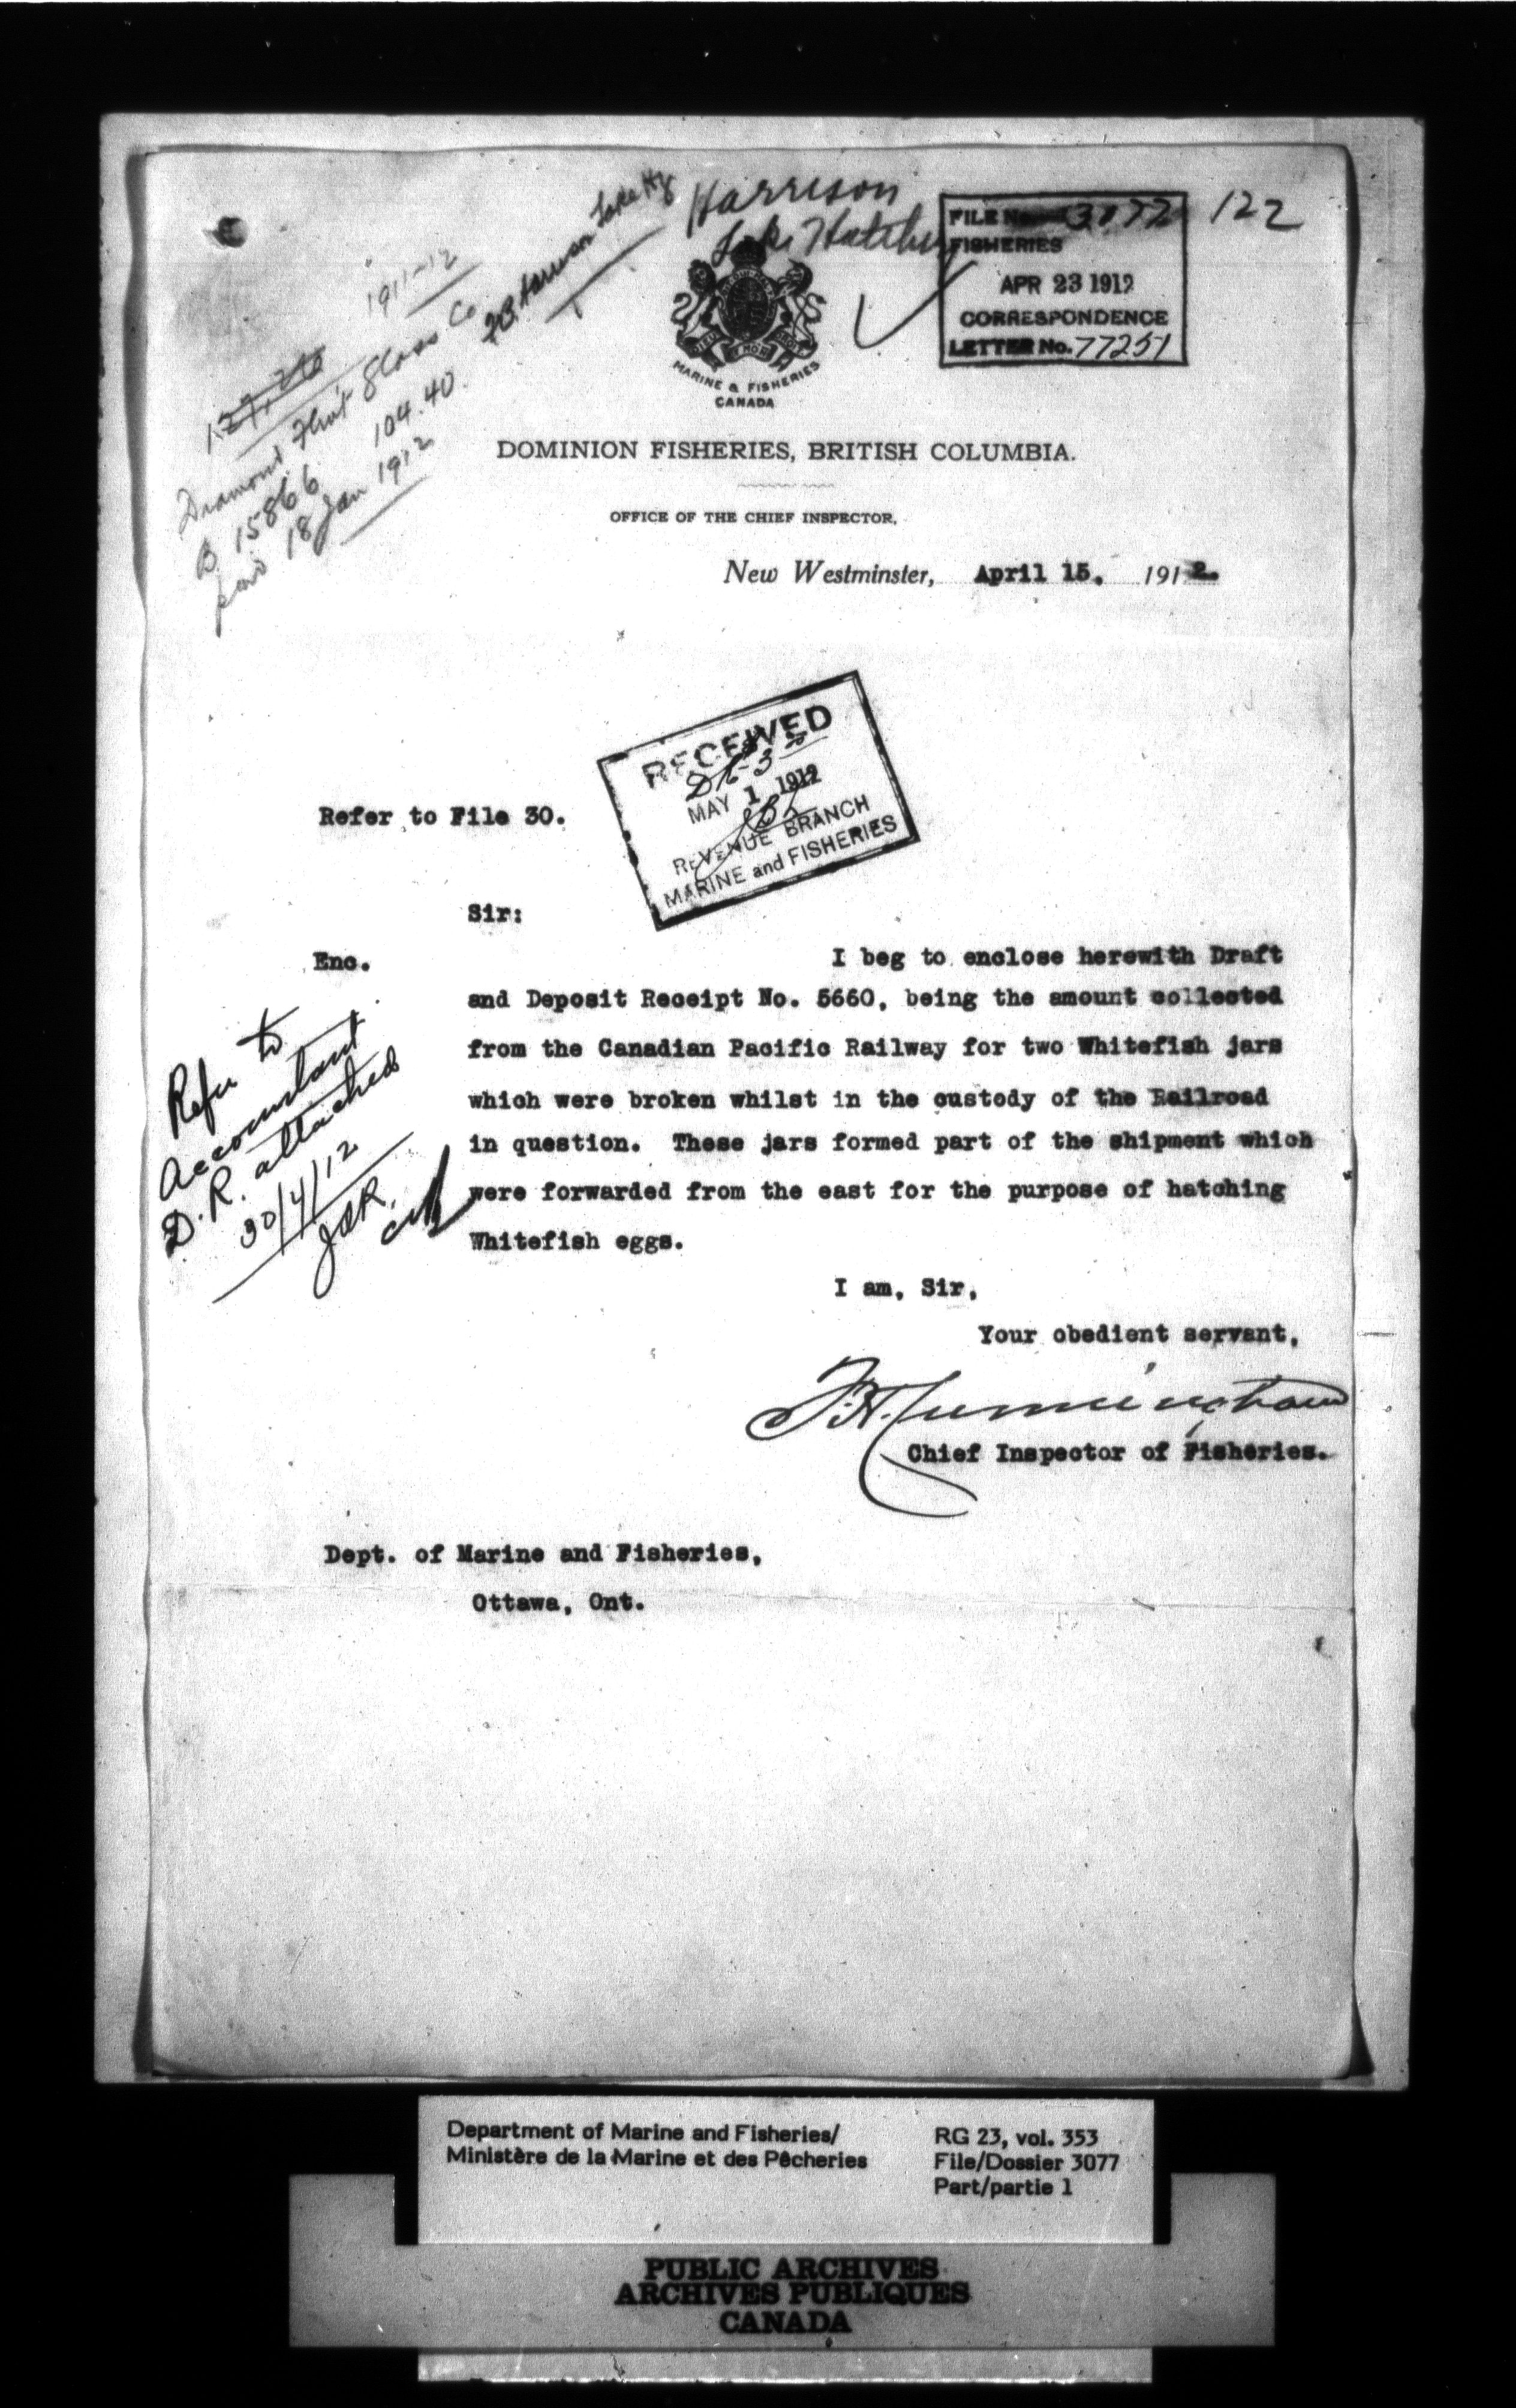 Harrison
Lake Hatchery
122
FILE No. 3077
FISHERIES
APR 23 1912
CORRESPONDENCE
LETTER No. 77251
1911-12
Diamond Flint Glass Co
B 15866 104.40.
paid 18 Jan 1912
MARINE & FISHERIES
CANADA
DOMINION FISHERIES, BRITISH COLUMBIA.
OFFICE OF THE CHIEF INSPECTOR,
New Westminster, April 15, 1912.
RECEIVED
MAY 1 1912
REVENUE BRANCH
MARINE and FISHERIES
Refer to File 30.
Sir:
Enc.
I beg to enclose herewith Draft
and Deposit Receipt No. 5660, being the amount collected
from the Canadian Pacific Railway for two Whitefish jars
which were broken whilst in the custody of the Railroad
in question. These jars formed part of the shipment which
were forwarded from the east for the purpose of hatching
Whitefish eggs.
Refer to
Accountant
D.R. attached
30/4/12
I am, Sir,
Your obedient servant,
F.H. Cunningham
Chief Inspector of Fisheries.
Dept. of Marine and Fisheries,
Ottawa, Ont.
Department of Marine and Fisheries/
Ministère de la Marine et des Pêcheries
RG 23, vol. 353
File/Dossier 3077
Part/partie 1
PUBLIC ARCHIVES
ARCHIVES PUBLIQUES
CANADA